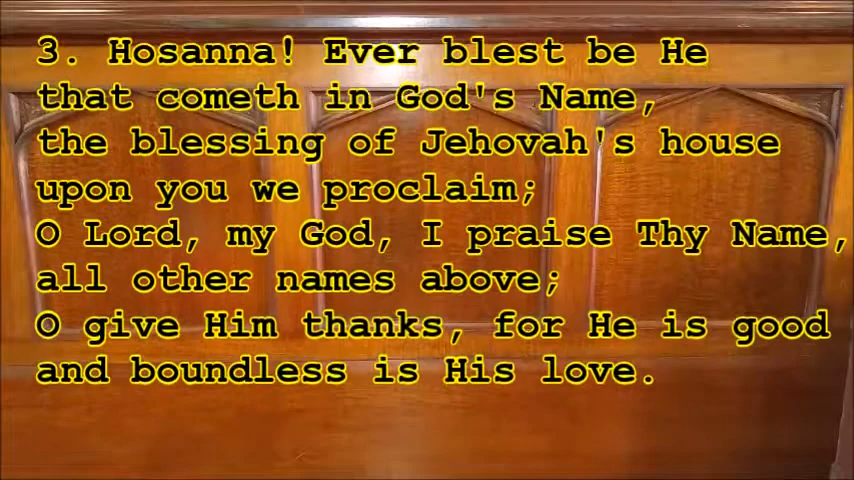 3. Hosanna! Ever blest be He
that cometh in God's Name,
the blessing of Jehovah's house
upon you we proclaim;
O Lord, my God, I praise Thy Name,
all other names above;
O give Him thanks, for He is good
and boundless is His love.